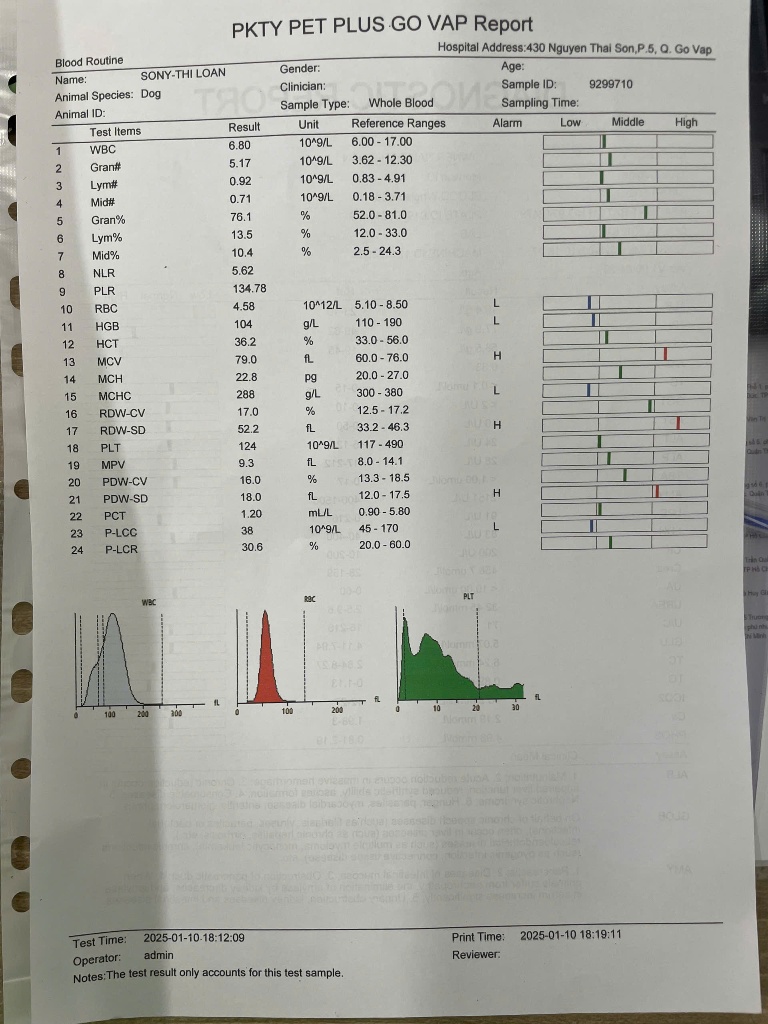 PKTY PET PLUS GO VAP Report
Hospital Address:430 Nguyen Thai Son,P.5, Q. Go Vap
Blood Routine
Name: SONY-THI LOAN Gender: Age:
Animal Species: Dog Clinician: Sample ID: 9299710
Animal ID: Sample Type: Whole Blood Sampling Time:
Test Items Result Unit Reference Ranges Alarm Low Middle High
1 WBC 6.80 10^9/L 6.00 - 17.00
2 Gran# 5.17 10^9/L 3.62 - 12.30
3 Lym# 0.92 10^9/L 0.83 - 4.91
4 Mid# 0.71 10^9/L 0.18 - 3.71
5 Gran% 76.1 % 52.0 - 81.0
6 Lym% 13.5 % 12.0 - 33.0
7 Mid% 10.4 % 2.5 - 24.3
8 NLR 5.62
9 PLR 134.78
10 RBC 4.58 10^12/L 5.10 - 8.50 L
11 HGB 104 g/L 110 - 190 L
12 HCT 36.2 % 33.0 - 56.0
13 MCV 79.0 fL 60.0 - 76.0 H
14 MCH 22.8 pg 20.0 - 27.0
15 MCHC 288 g/L 300 - 380 L
16 RDW-CV 17.0 % 12.5 - 17.2
17 RDW-SD 52.2 fL 33.2 - 46.3 H
18 PLT 124 10^9/L 117 - 490
19 MPV 9.3 fL 8.0 - 14.1
20 PDW-CV 16.0 % 13.3 - 18.5
21 PDW-SD 18.0 fL 12.0 - 17.5 H
22 PCT 1.20 mL/L 0.90 - 5.80
23 P-LCC 38 10^9/L 45 - 170 L
24 P-LCR 30.6 % 20.0 - 60.0
WBC RBC PLT
0 100 200 300 fL 0 100 200 fL 0 10 20 30 fL
Test Time: 2025-01-10-18:12:09 Print Time: 2025-01-10 18:19:11
Operator: admin Reviewer:
Notes:The test result only accounts for this test sample.